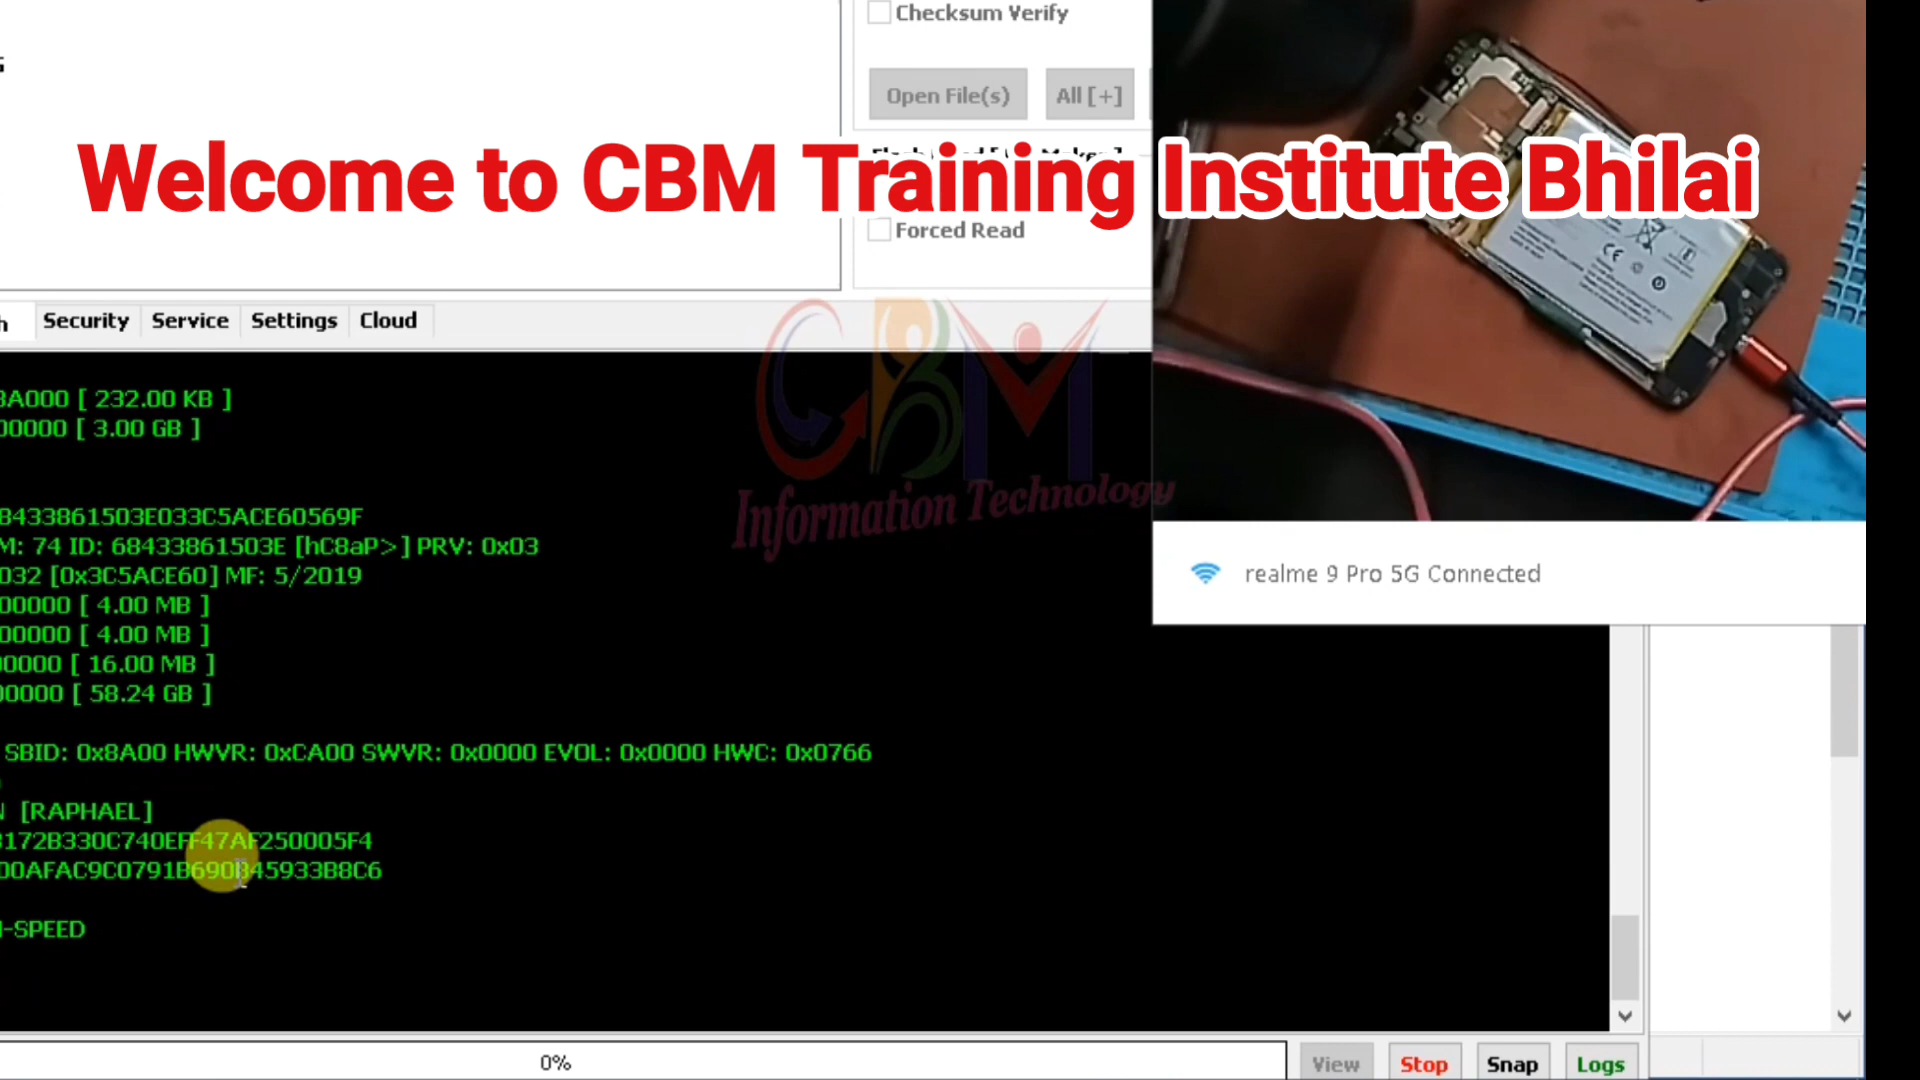 Checksum Verify
Open File(s) All [+]
Welcome to CBM Training Institute Bhilai
Forced Read
Security Service Settings Cloud
BA000 [ 232.00 KB ]
00000 [ 3.00 GB ]
CBM
Information Technology
8433861503E033C5ACE60569F
M: 74 ID: 68433861503E [hC8aP>] PRV: 0x03
032 [0x3C5ACE60] MF: 5/2019
00000 [ 4.00 MB ]
00000 [ 4.00 MB ]
00000 [ 16.00 MB ]
00000 [ 58.24 GB ]
realme 9 Pro 5G Connected
SBID: 0x8A00 HWVR: 0xCA00 SWVR: 0x0000 EVOL: 0x0000 HWC: 0x0766
[RAPHAEL]
3172B330C740EFF47AF250005F4
00AFAC9C0791B690B45933B8C6
-SPEED
0% View Stop Snap Logs